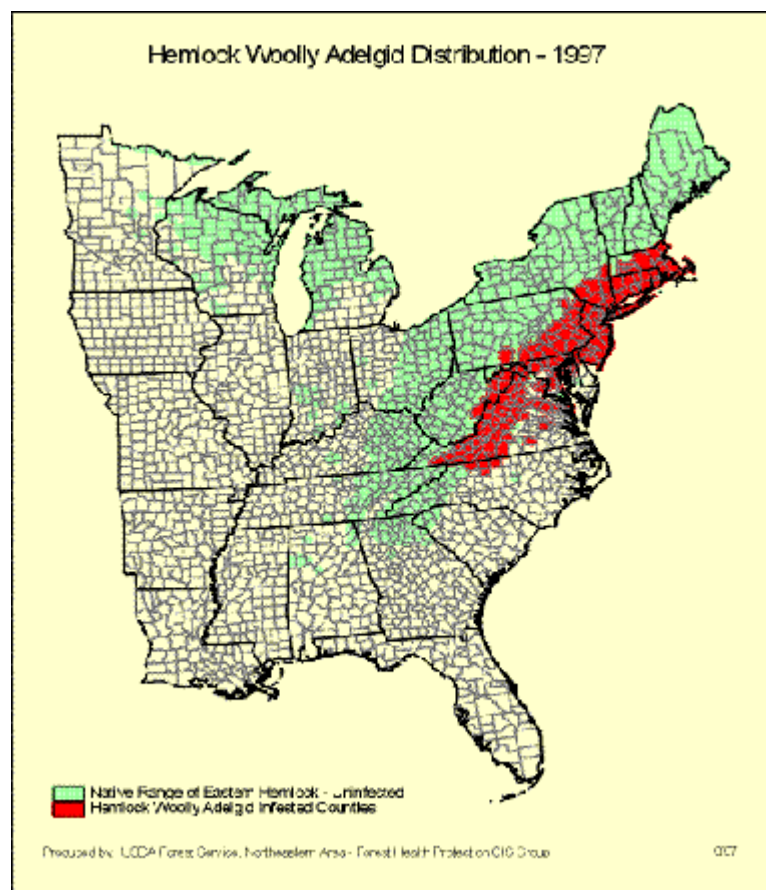 Hemlock Woolly Adelgid Distribution - 1997
Native Range of Eastern Hemlock - Uninfected
Hemlock Woolly Adelgid Infested Counties
Produced by: USDA Forest Service, Northeastern Area - Forest Health Protection GIS Group